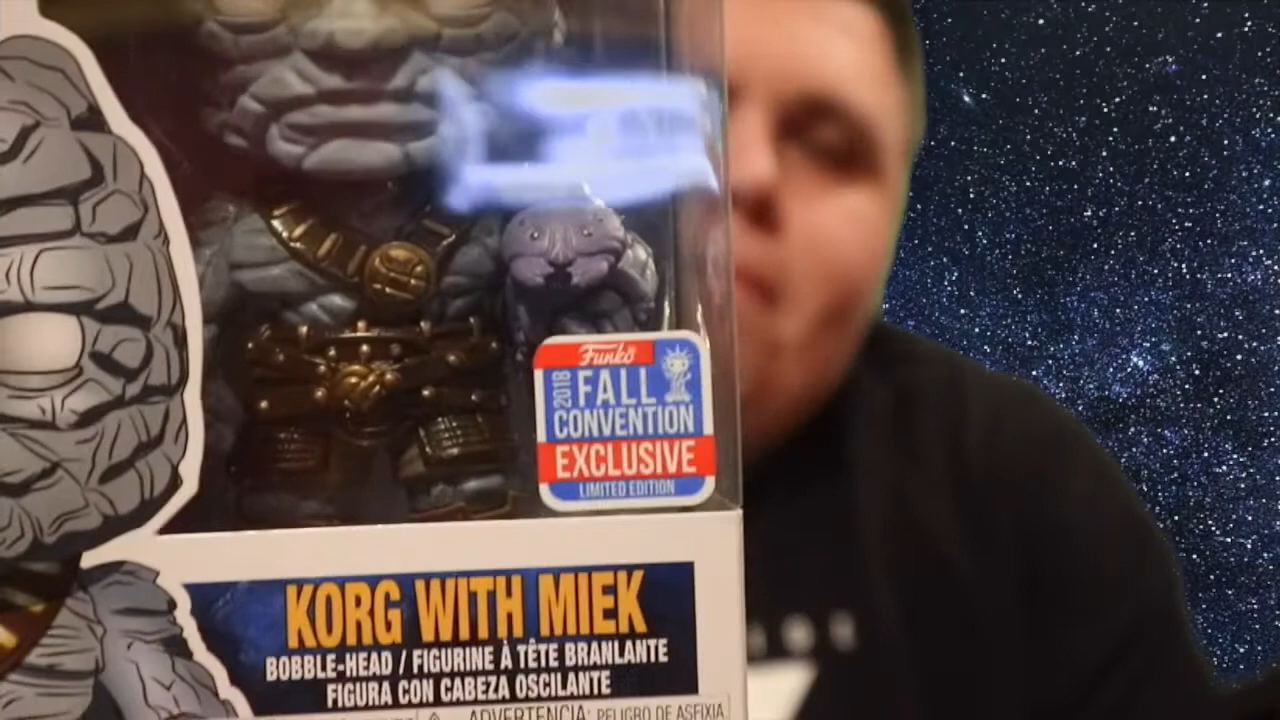 Funko
2018
FALL
CONVENTION
EXCLUSIVE
LIMITED EDITION
KORG WITH MIEK
BOBBLE-HEAD / FIGURINE À TÊTE BRANLANTE
FIGURA CON CABEZA OSCILANTE
ADVERTENCIA: PELIGRO DE ASFIXIA